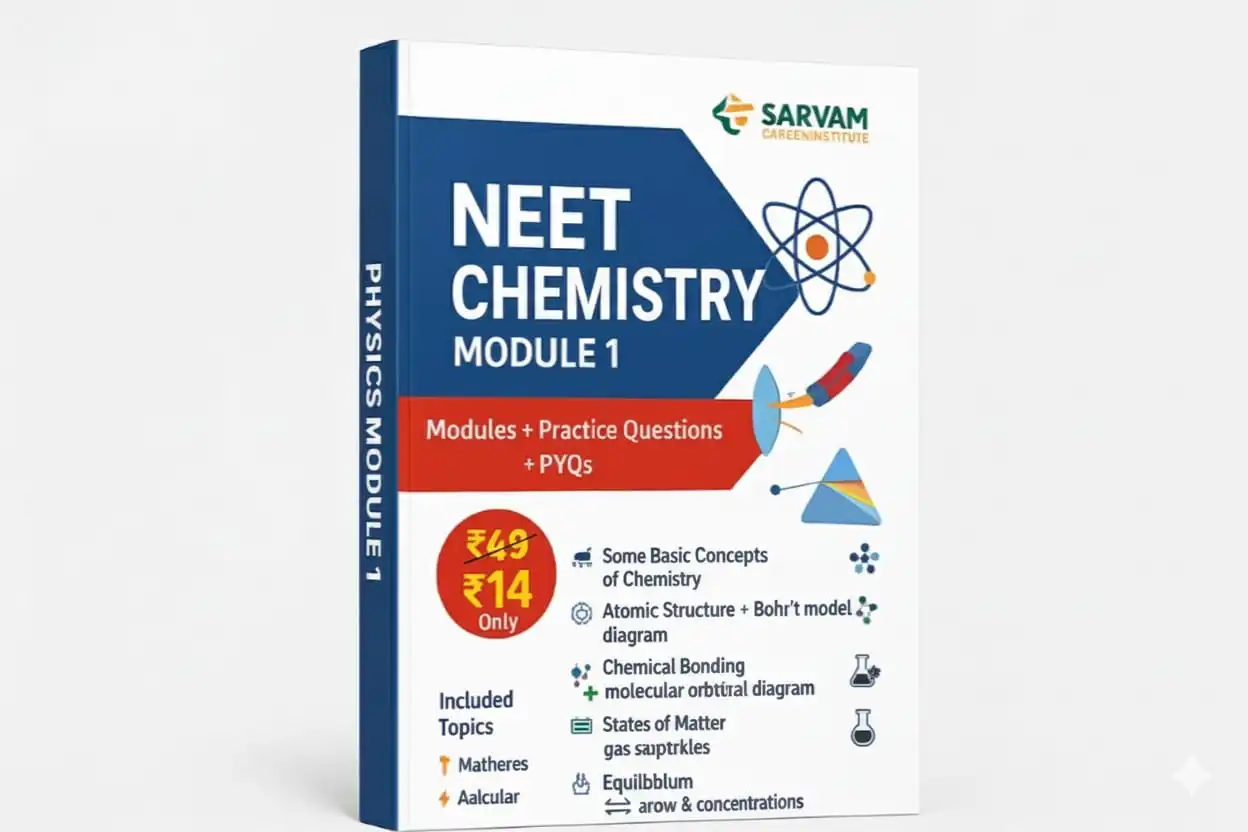 PHYSICS MODULE 1
SARVAM
CAREENINSTITUTE
NEET
CHEMISTRY
MODULE 1
Modules + Practice Questions
+ PYQs
₹49
₹14
Only
Included
Topics
Matheres
Aalcular
Some Basic Concepts
of Chemistry
Atomic Structure + Bohr't model
diagram
Chemical Bonding
+ molecular orbtiral diagram
States of Matter
gas sauptrkles
Equilbblum
arow & concentrations